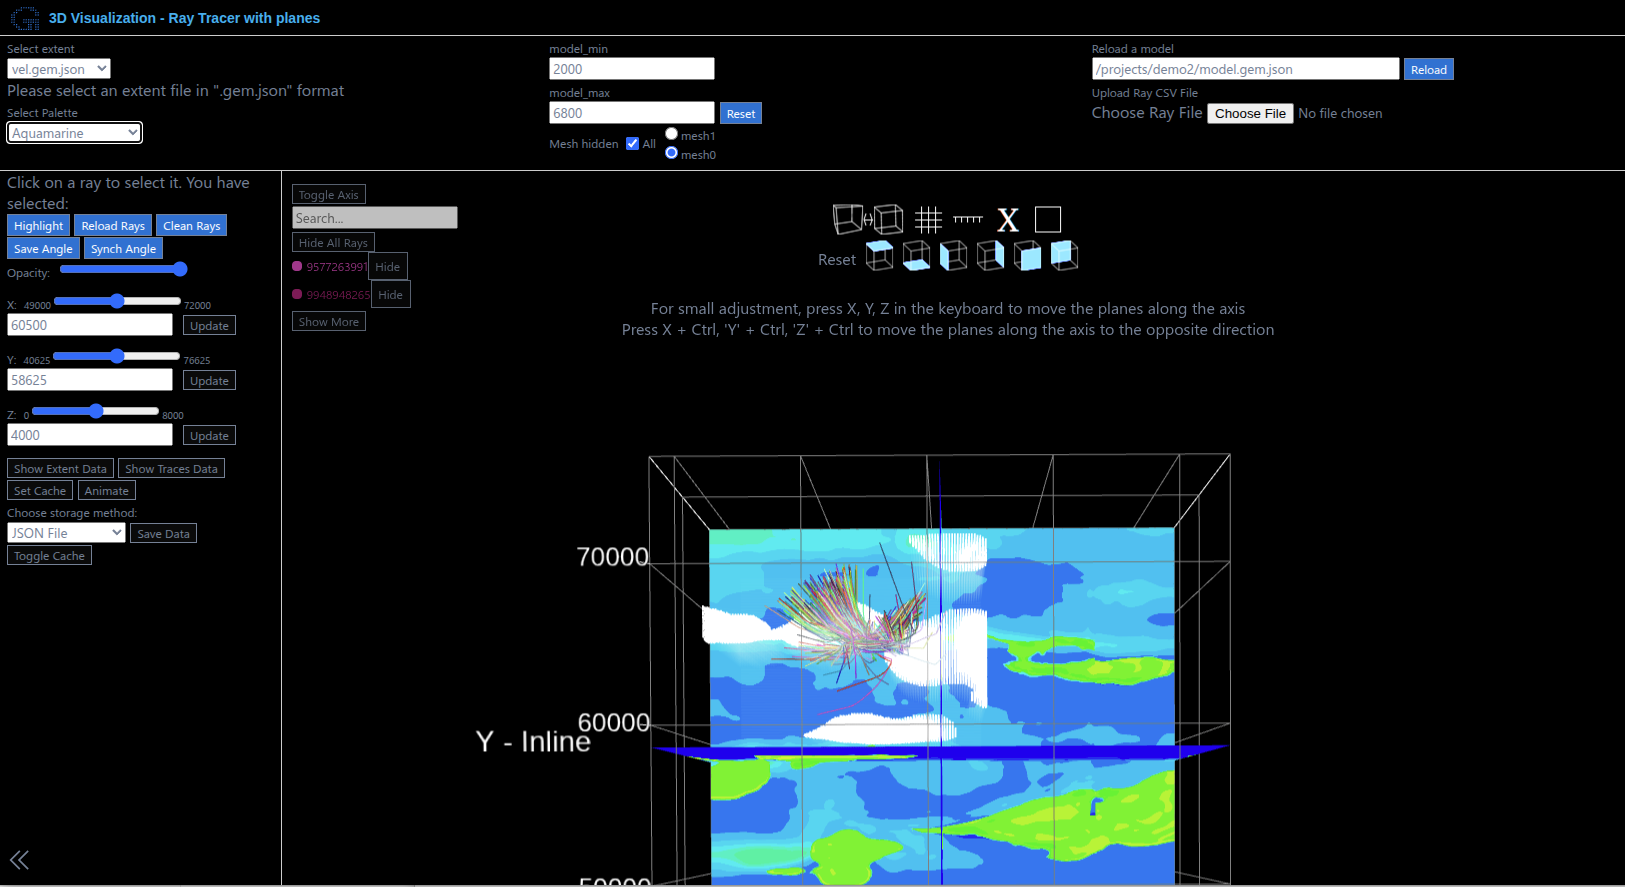 3D Visualization - Ray Tracer with planes
Select extent
vel.gem.json
Please select an extent file in ".gem.json" format
Select Palette
Aquamarine
model_min
2000
model_max
6800
Reset
Mesh hidden
All
mesh1
mesh0
Reload a model
/projects/demo2/model.gem.json
Reload
Upload Ray CSV File
Choose Ray File
Choose File
No file chosen
Click on a ray to select it. You have
selected:
Highlight
Reload Rays
Clean Rays
Save Angle
Synch Angle
Opacity:
X: 49000
72000
60500
Update
Y: 40625
76625
58625
Update
Z: 0
8000
4000
Update
Show Extent Data
Show Traces Data
Set Cache
Animate
Choose storage method:
JSON File
Save Data
Toggle Cache
Toggle Axis
Search...
Hide All Rays
9577263991
Hide
9948948265
Hide
Show More
X
Reset
For small adjustment, press X, Y, Z in the keyboard to move the planes along the axis
Press X + Ctrl, 'Y' + Ctrl, 'Z' + Ctrl to move the planes along the axis to the opposite direction
70000
60000
Y - Inline
50000